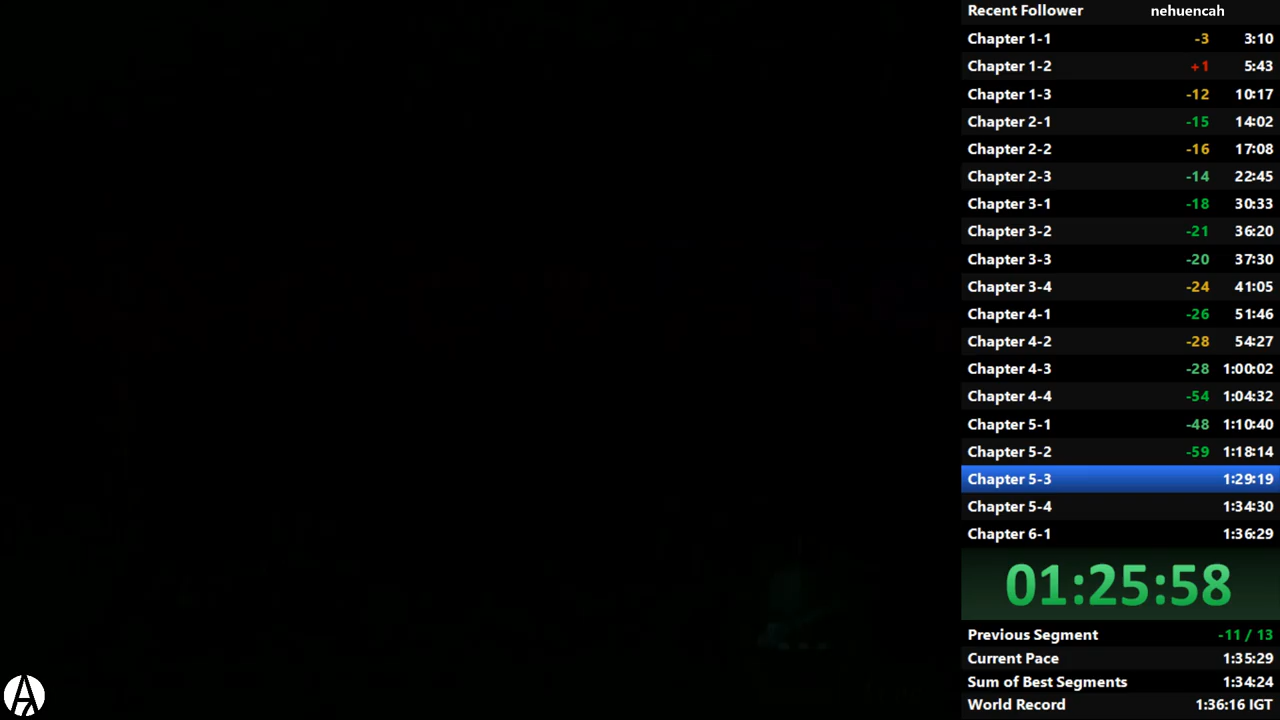 Recent Follower nehuencah
Chapter 1-1 -3 3:10
Chapter 1-2 +1 5:43
Chapter 1-3 -12 10:17
Chapter 2-1 -15 14:02
Chapter 2-2 -16 17:08
Chapter 2-3 -14 22:45
Chapter 3-1 -18 30:33
Chapter 3-2 -21 36:20
Chapter 3-3 -20 37:30
Chapter 3-4 -24 41:05
Chapter 4-1 -26 51:46
Chapter 4-2 -28 54:27
Chapter 4-3 -28 1:00:02
Chapter 4-4 -54 1:04:32
Chapter 5-1 -48 1:10:40
Chapter 5-2 -59 1:18:14
Chapter 5-3 1:29:19
Chapter 5-4 1:34:30
Chapter 6-1 1:36:29
01:25:58
Previous Segment -11 / 13
Current Pace 1:35:29
Sum of Best Segments 1:34:24
World Record 1:36:16 IGT